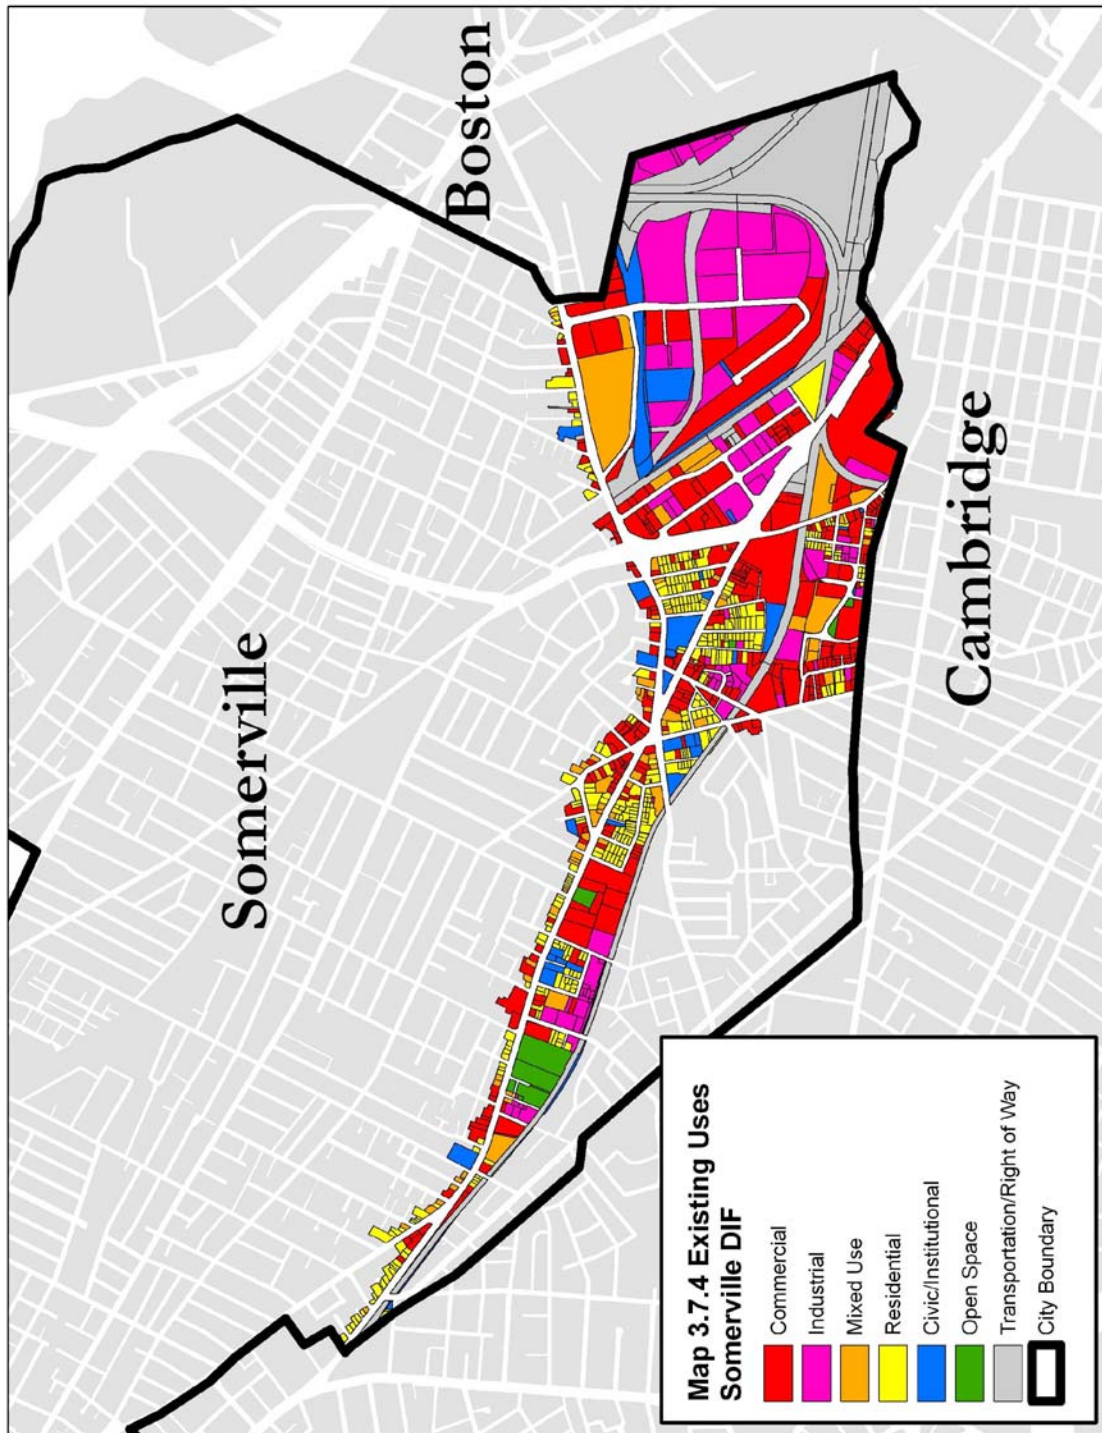 Somerville
Boston
Cambridge
Map 3.7.4 Existing Uses
Somerville DIF
Commercial
Industrial
Mixed Use
Residential
Civic/Institutional
Open Space
Transportation/Right of Way
City Boundary